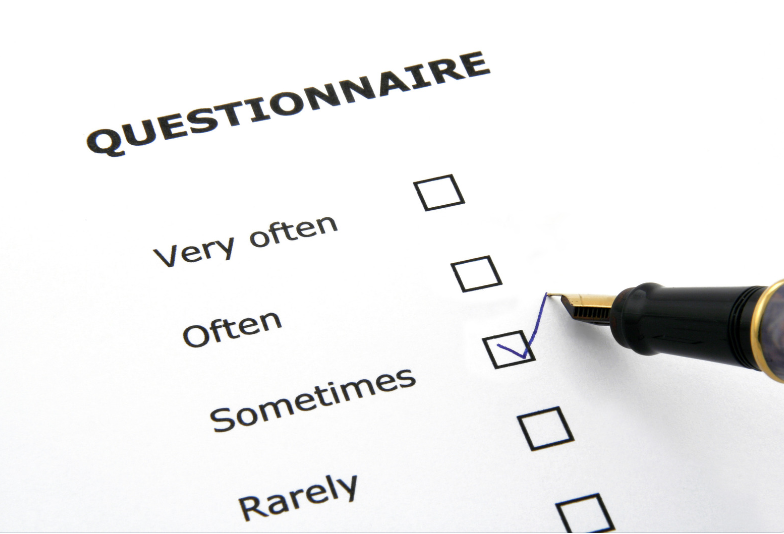 QUESTIONNAIRE
Very often
Often
Sometimes
Rarely